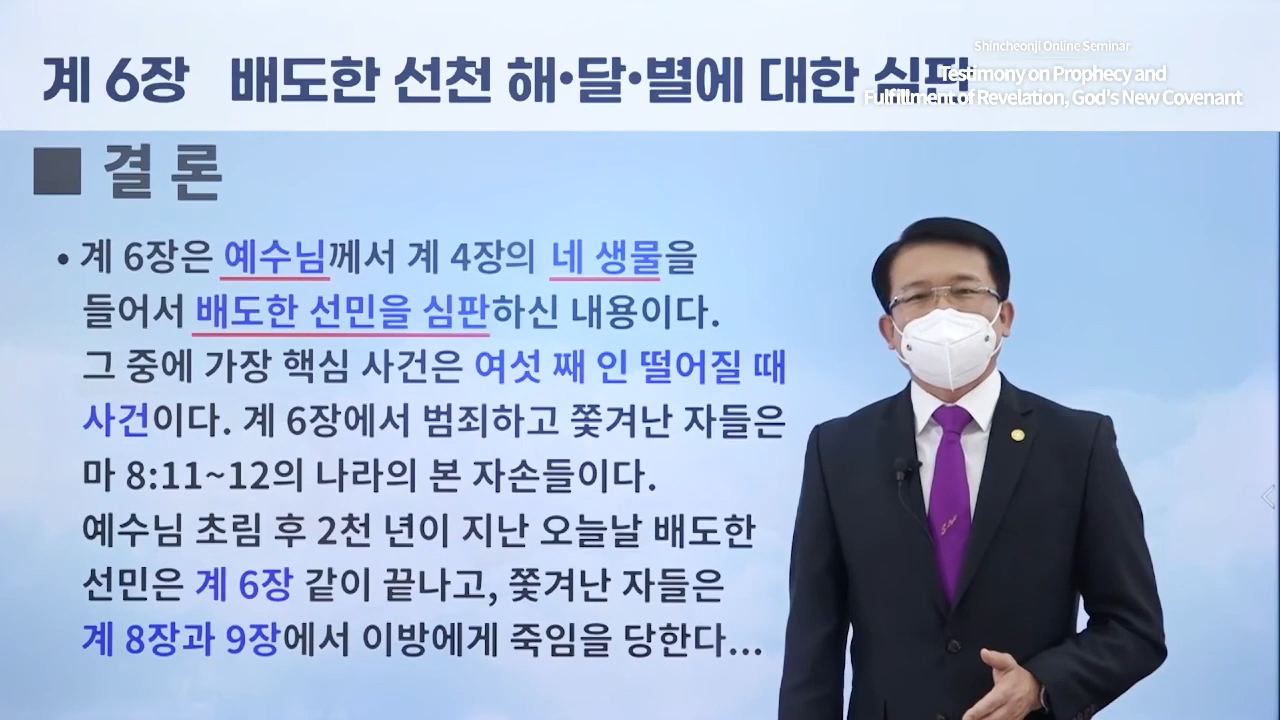 계 6장 배도한 선천 해·달·별에 대한 심판
Shincheonji Online Seminar
Testimony on Prophecy and
Fulfillment of Revelation, God's New Covenant
■ 결 론
• 계 6장은 예수님께서 계 4장의 네 생물을
들어서 배도한 선민을 심판하신 내용이다.
그 중에 가장 핵심 사건은 여섯 째 인 떨어질 때
사건이다. 계 6장에서 범죄하고 쫓겨난 자들은
마 8:11~12의 나라의 본 자손들이다.
예수님 초림 후 2천 년이 지난 오늘날 배도한
선민은 계 6장 같이 끝나고, 쫓겨난 자들은
계 8장과 9장에서 이방에게 죽임을 당한다...